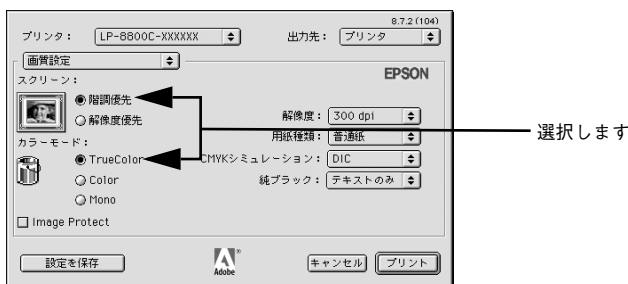 8.7.2 (104)
プリンタ： LP-8800C-XXXXXX 出力先： プリンタ
画質設定
EPSON
スクリーン：
階調優先
解像度優先
解像度： 300 dpi
用紙種類： 普通紙
選択します
カラーモード：
TrueColor
CMYKシミュレーション： DIC
Color
純ブラック： テキストのみ
Mono
Image Protect
設定を保存
Adobe
キャンセル
プリント